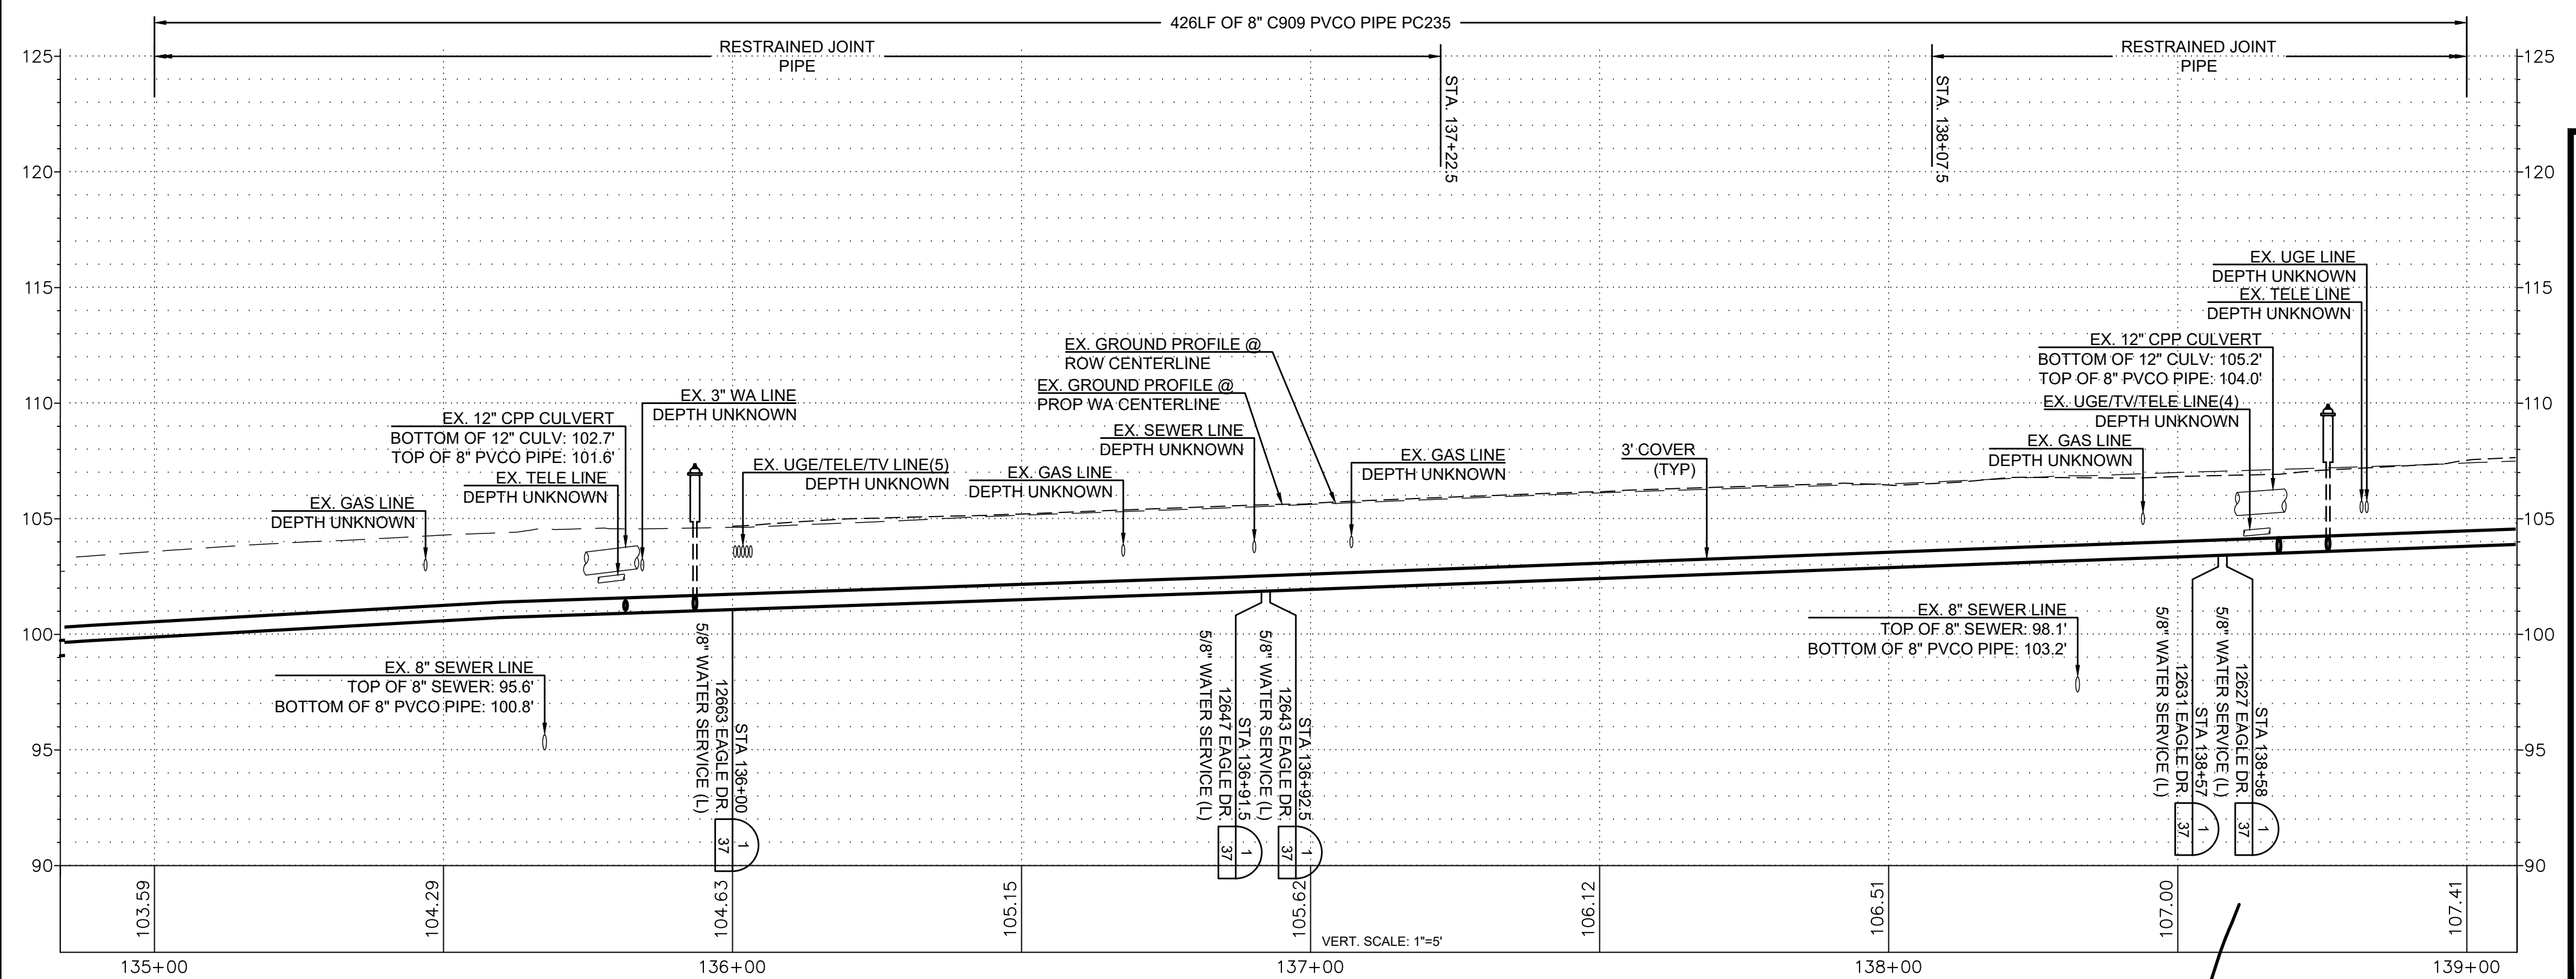 426LF OF 8" C909 PVCO PIPE PC235
RESTRAINED JOINT
PIPE
RESTRAINED JOINT
PIPE
STA. 137+22.5
STA. 138+07.5
125
120
115
110
105
100
95
90
125
120
115
110
105
100
95
90
EX. GAS LINE
DEPTH UNKNOWN
EX. 12" CPP CULVERT
BOTTOM OF 12" CULV: 102.7'
TOP OF 8" PVCO PIPE: 101.6'
EX. TELE LINE
DEPTH UNKNOWN
EX. 3" WA LINE
DEPTH UNKNOWN
EX. UGE/TELE/TV LINE(5)
DEPTH UNKNOWN
EX. GROUND PROFILE @
ROW CENTERLINE
EX. GROUND PROFILE @
PROP WA CENTERLINE
EX. SEWER LINE
DEPTH UNKNOWN
EX. GAS LINE
DEPTH UNKNOWN
EX. GAS LINE
DEPTH UNKNOWN
3' COVER
(TYP)
EX. UGE LINE
DEPTH UNKNOWN
EX. TELE LINE
DEPTH UNKNOWN
EX. 12" CPP CULVERT
BOTTOM OF 12" CULV: 105.2'
TOP OF 8" PVCO PIPE: 104.0'
EX. UGE/TV/TELE LINE(4)
DEPTH UNKNOWN
EX. GAS LINE
DEPTH UNKNOWN
EX. 8" SEWER LINE
TOP OF 8" SEWER: 95.6'
BOTTOM OF 8" PVCO PIPE: 100.8'
EX. 8" SEWER LINE
TOP OF 8" SEWER: 98.1'
BOTTOM OF 8" PVCO PIPE: 103.2'
STA 136+00
12663 EAGLE DR.
5/8" WATER SERVICE (L)
1
37
STA 136+91.5
12647 EAGLE DR.
5/8" WATER SERVICE (L)
1
37
STA 136+92.5
12643 EAGLE DR.
5/8" WATER SERVICE (L)
1
37
STA 138+57
12631 EAGLE DR.
5/8" WATER SERVICE (L)
1
37
STA 138+58
12627 EAGLE DR.
5/8" WATER SERVICE (L)
1
37
103.59
104.29
104.63
105.15
105.62
106.12
106.51
107.00
107.41
VERT. SCALE: 1"=5'
135+00
136+00
137+00
138+00
139+00